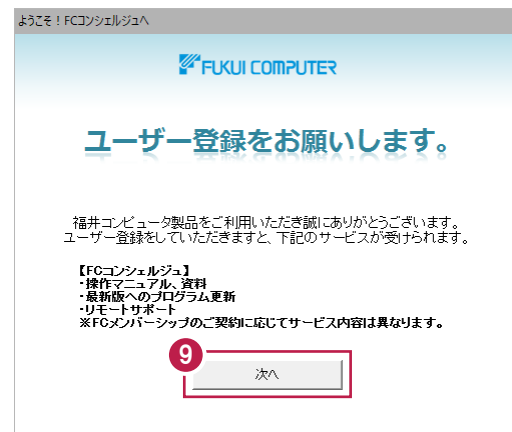 ようこそ！FCコンシェルジュへ
FUKUI COMPUTER
ユーザー登録をお願いします。
福井コンピュータ製品をご利用いただき誠にありがとうございます。
ユーザー登録をしていただきますと、下記のサービスが受けられます。
【FCコンシェルジュ】
・操作マニュアル、資料
・最新版へのプログラム更新
・リモートサポート
※FCメンバーシップのご契約に応じてサービス内容は異なります。
9
次へ